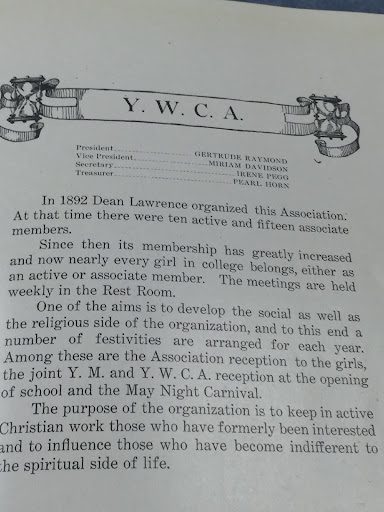 Y. W. C. A.
President..........GERTRUDE RAYMOND
Vice President..........MIRIAM DAVIDSON
Secretary..........IRENE PEGG
Treasurer..........PEARL HORN
In 1892 Dean Lawrence organized this Association.
At that time there were ten active and fifteen associate
members.
Since then its membership has greatly increased
and now nearly every girl in college belongs, either as
an active or associate member. The meetings are held
weekly in the Rest Room.
One of the aims is to develop the social as well as
the religious side of the organization, and to this end a
number of festivities are arranged for each year.
Among these are the Association reception to the girls,
the joint Y. M. and Y. W. C. A. reception at the opening
of school and the May Night Carnival.
The purpose of the organization is to keep in active
Christian work those who have formerly been interested
and to influence those who have become indifferent to
the spiritual side of life.